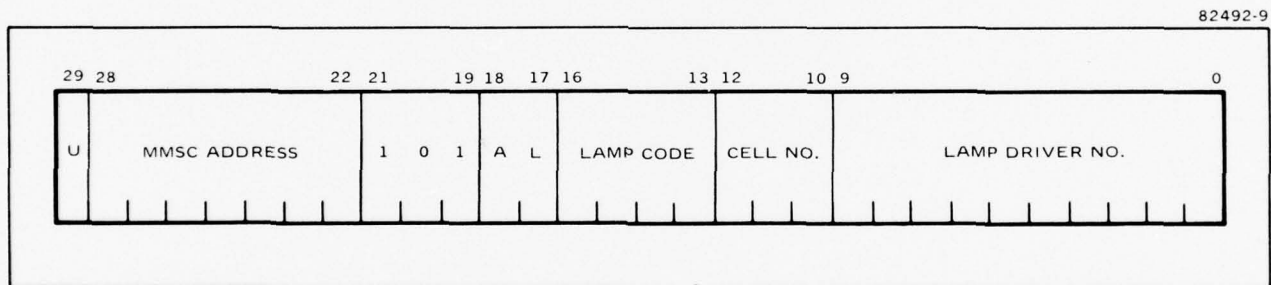 82492-9
29 28 22 21 19 18 17 16 13 12 10 9 0
U MMSC ADDRESS 1 0 1 A L LAMP CODE CELL NO. LAMP DRIVER NO.